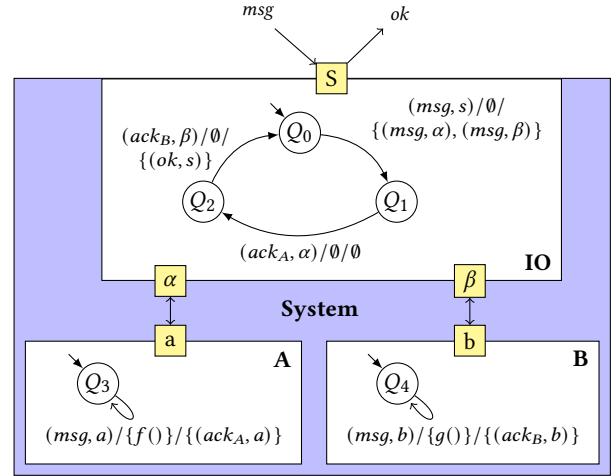 msg
ok
S
(msg, s)/∅/
{(msg, α), (msg, β)}
(ack_B, β)/∅/
{(ok, s)}
Q_0
Q_2
Q_1
(ack_A, α)/∅/∅
IO
α
β
System
a
b
A
B
Q_3
Q_4
(msg, a)/{f()}/{(ack_A, a)}
(msg, b)/{g()}/{(ack_B, b)}